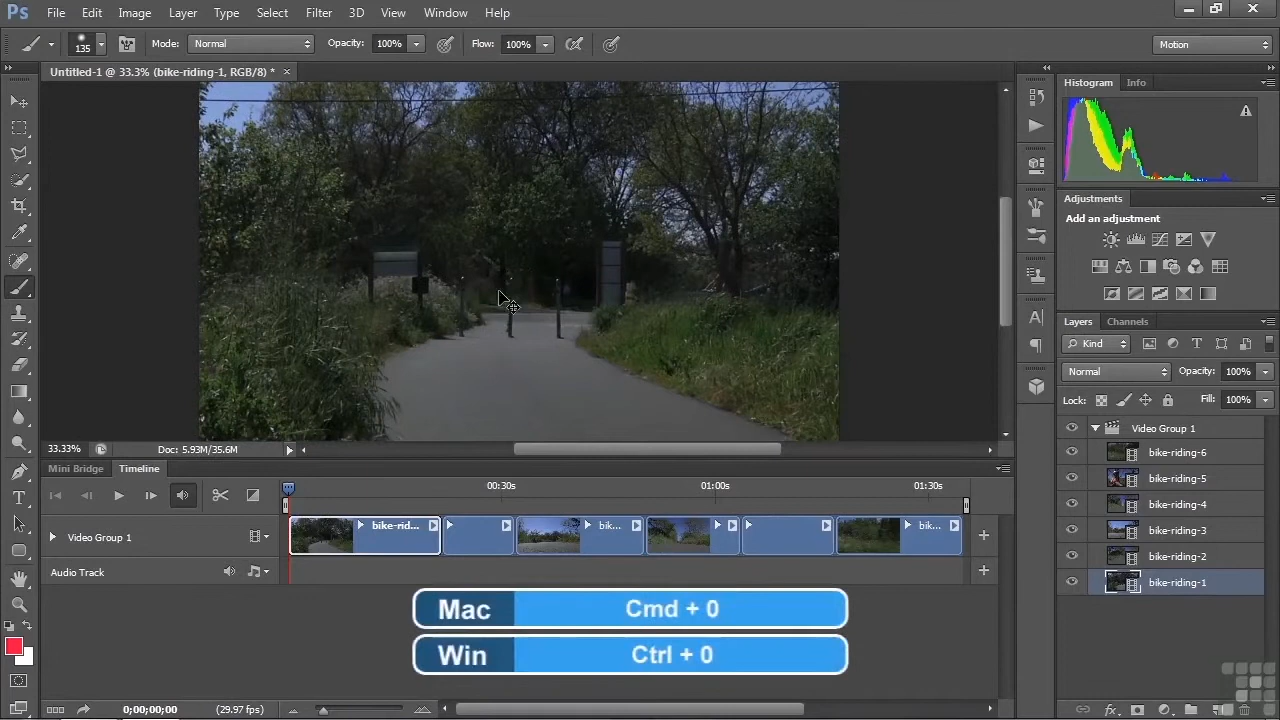 Ps File Edit Image Layer Type Select Filter 3D View Window Help
135 Mode: Normal Opacity: 100% Flow: 100% Motion
Untitled-1 @ 33.3% (bike-riding-1, RGB/8) * ×
Histogram Info
Adjustments
Add an adjustment
Layers Channels
Kind
Normal Opacity: 100%
Lock: Fill: 100%
Video Group 1
bike-riding-6
bike-riding-5
bike-riding-4
bike-riding-3
bike-riding-2
bike-riding-1
33.33% Doc: 5.93M/35.6M
Mini Bridge Timeline
00:30s 01:00s 01:30s
Video Group 1 bike-rid... bik... bik...
Audio Track
Mac Cmd + 0
Win Ctrl + 0
0;00;00;00 (29.97 fps)